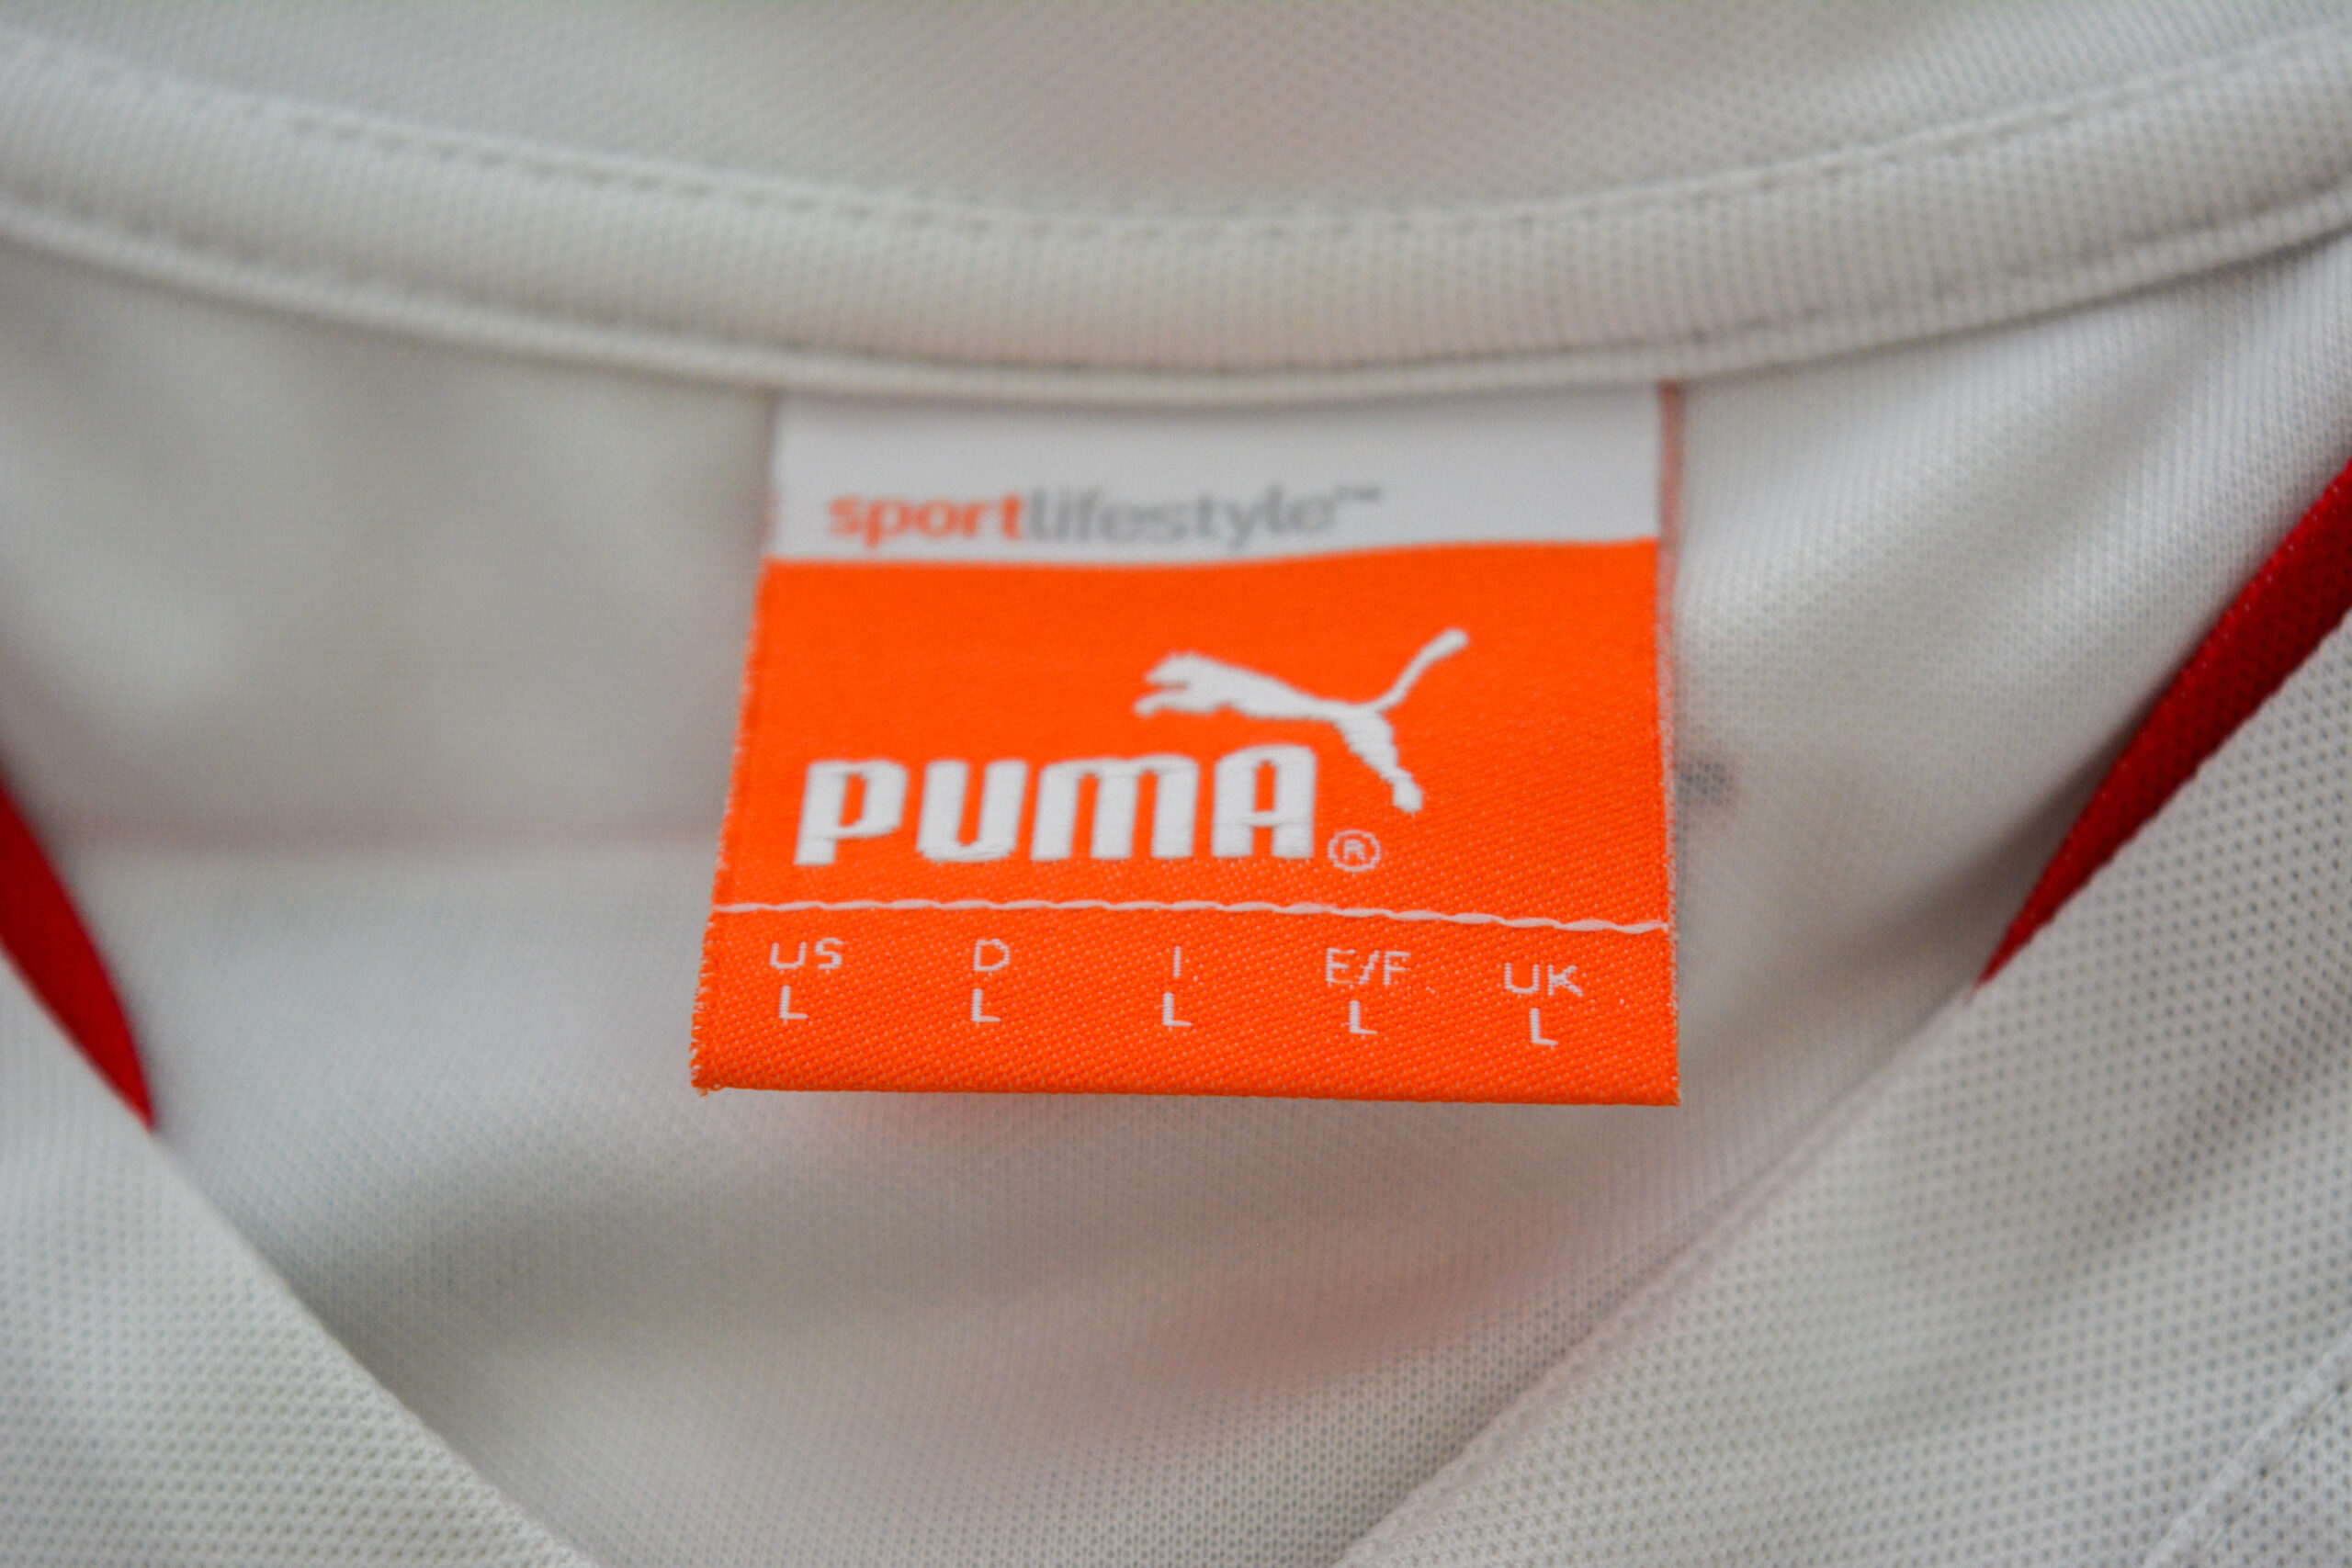 sportlifestyle™
PUMA®
US D I E/F UK
L L L L L